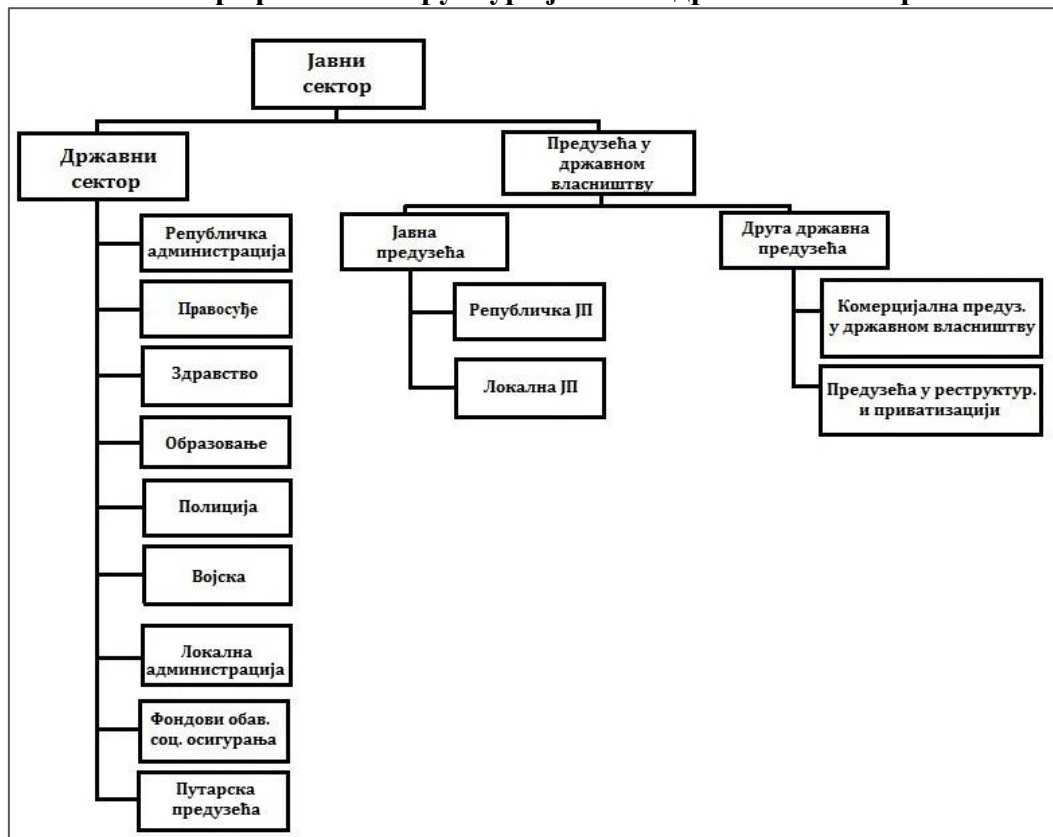 Јавни
сектор
Државни
сектор
Републичка
администрација
Правосуђе
Здравство
Образовање
Полиција
Војска
Локална
администрација
Фондови обав.
соц. осигурања
Путарска
предузећа
Предузећа у
државном
власништву
Јавна
предузећа
Републичка ЈП
Локална ЈП
Друга државна
предузећа
Комерцијална предуз.
у државном власништву
Предузећа у реструктур.
и приватизацији